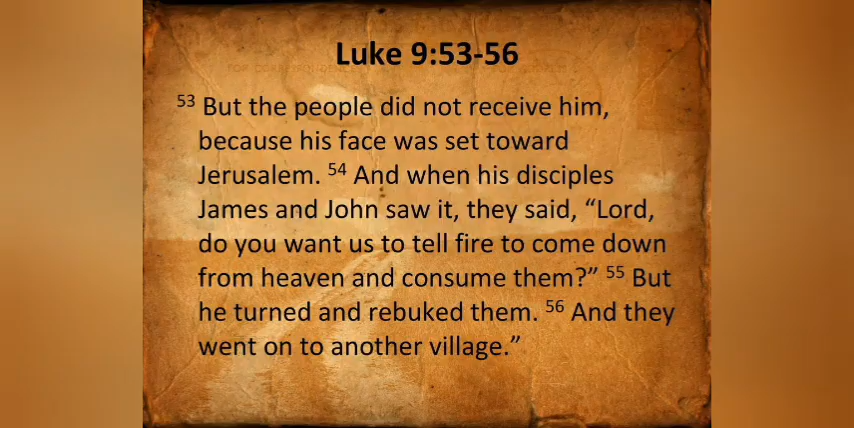 Luke 9:53-56
53 But the people did not receive him,
because his face was set toward
Jerusalem. 54 And when his disciples
James and John saw it, they said, “Lord,
do you want us to tell fire to come down
from heaven and consume them?” 55 But
he turned and rebuked them. 56 And they
went on to another village.”